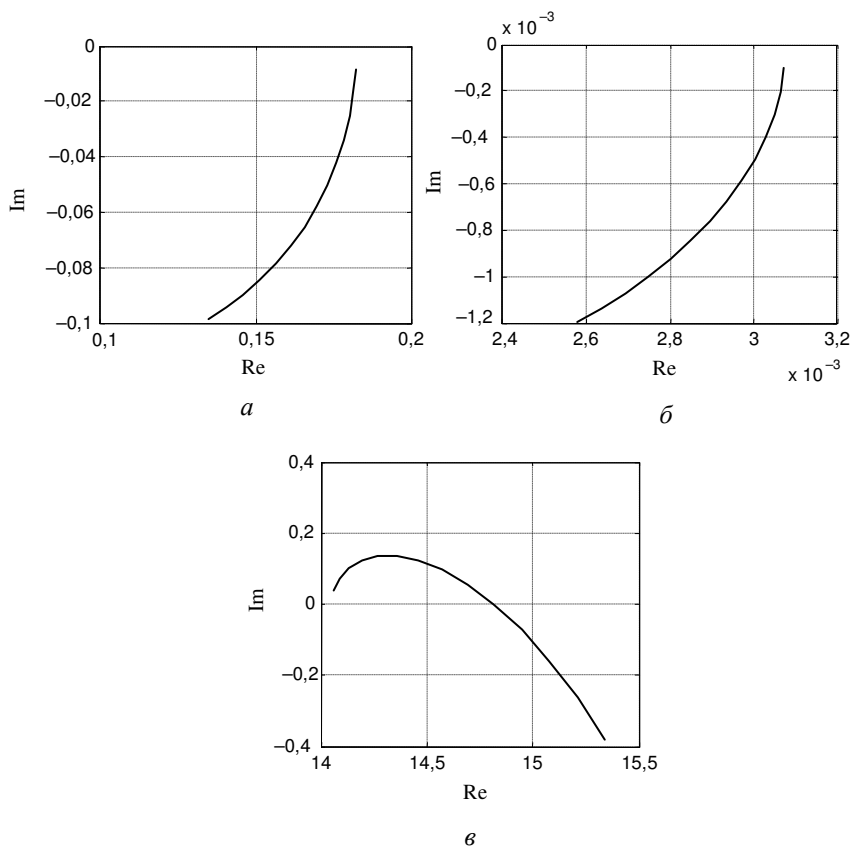 0
–0,02
–0,04
–0,06
–0,08
–0,1
0,1 0,15 0,2
Im
Re
а
x 10⁻³
0
–0,2
–0,4
–0,6
–0,8
–1
–1,2
2,4 2,6 2,8 3 3,2
Im
Re
x 10⁻³
б
0,4
0,2
0
–0,2
–0,4
14 14,5 15 15,5
Im
Re
в